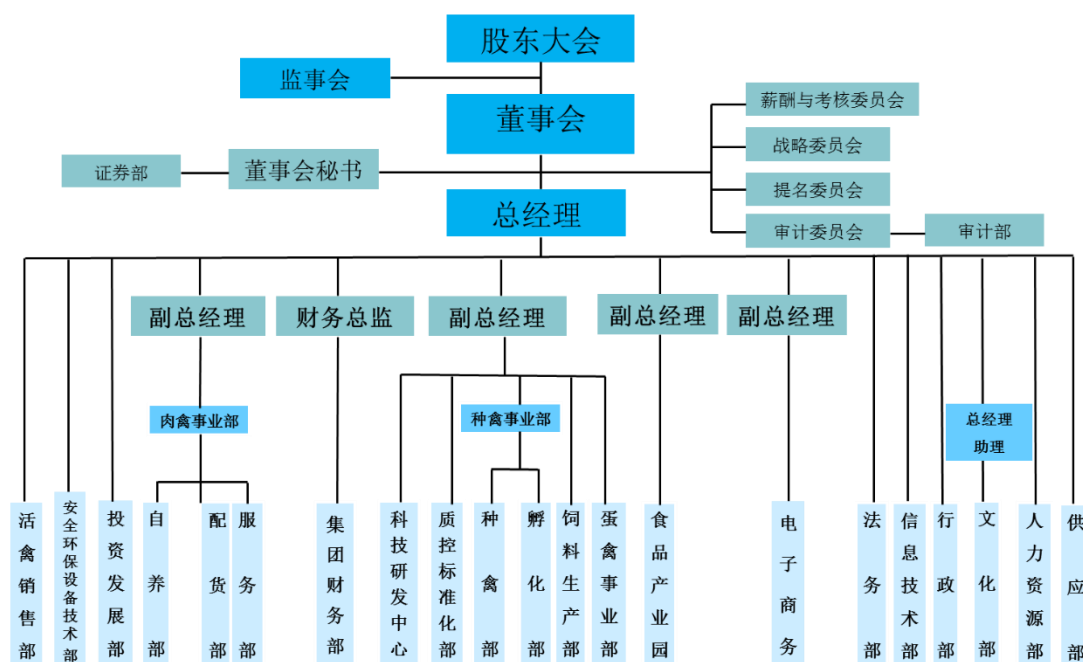 股东大会
监事会
董事会
薪酬与考核委员会
战略委员会
证券部
董事会秘书
提名委员会
总经理
审计委员会
审计部
副总经理
财务总监
副总经理
副总经理
副总经理
肉禽事业部
种禽事业部
总经理
助理
活禽销售部
安全环保设备技术部
投资发展部
自养部
配货部
服务部
集团财务部
科技研发中心
质控标准化部
种禽部
孵化部
饲料生产部
蛋禽事业部
食品产业园
电子商务
法务部
信息技术部
行政部
文化部
人力资源部
供应部